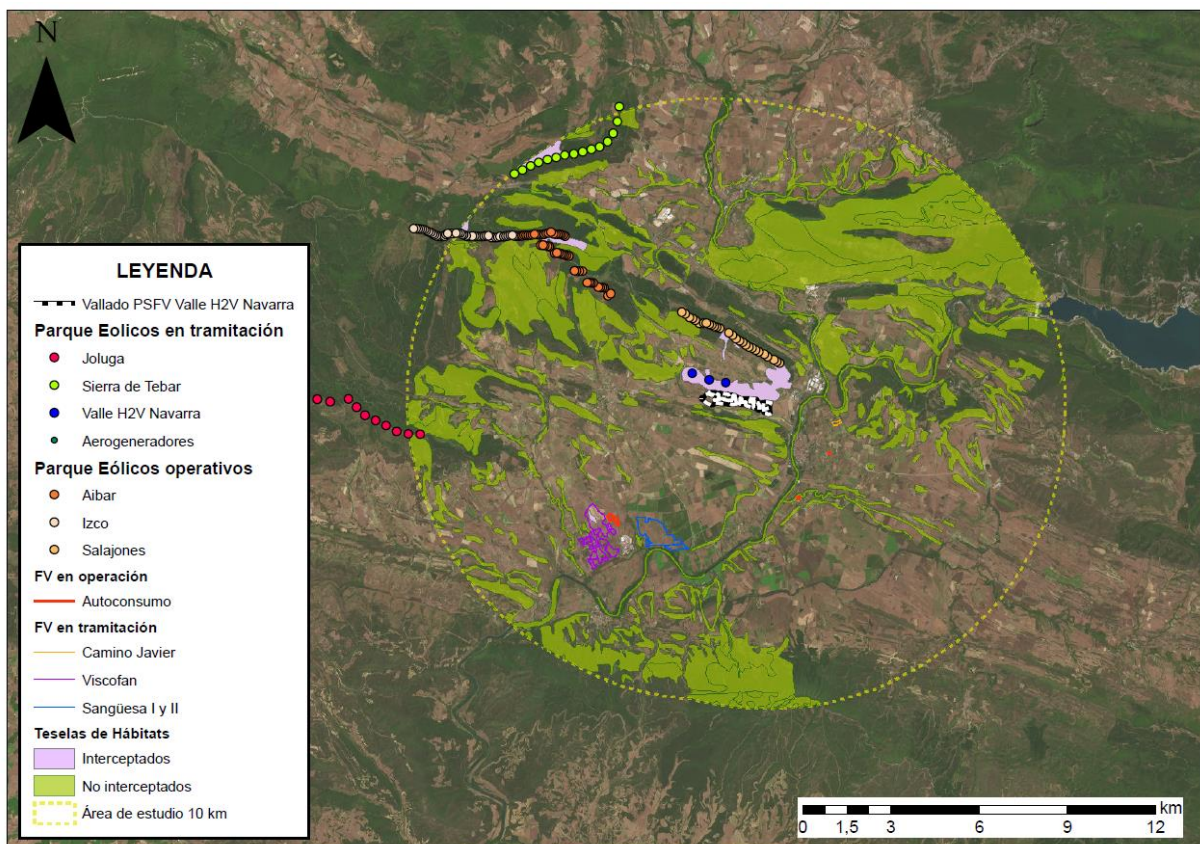 N
LEYENDA
Vallado PSFV Valle H2V Navarra
Parque Eolicos en tramitación
Joluga
Sierra de Tebar
Valle H2V Navarra
Aerogeneradores
Parque Eólicos operativos
Aibar
Izco
Salajones
FV en operación
Autoconsumo
FV en tramitación
Camino Javier
Viscofan
Sangüesa I y II
Teselas de Hábitats
Interceptados
No interceptados
Área de estudio 10 km
km
0 1,5 3 6 9 12